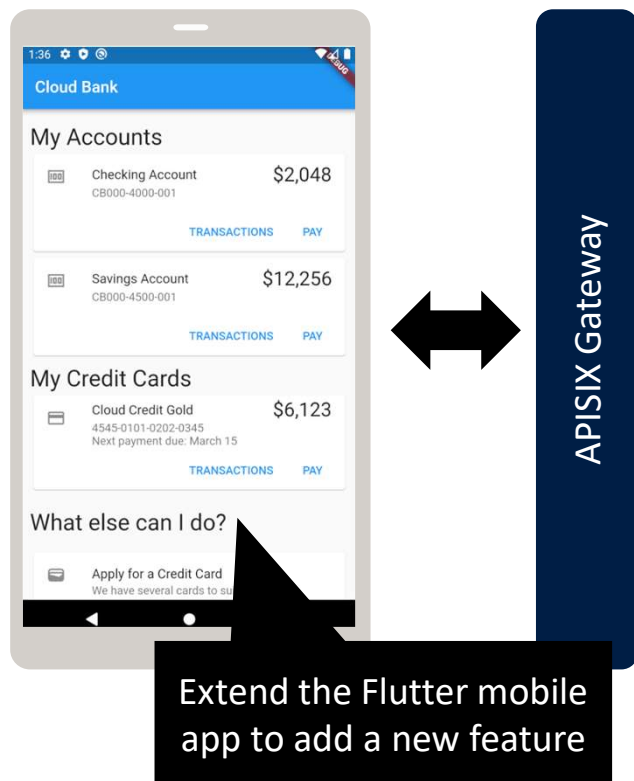 1:36
DEBUG
Cloud Bank
My Accounts
Checking Account $2,048
CB000-4000-001
TRANSACTIONS PAY
Savings Account $12,256
CB000-4500-001
TRANSACTIONS PAY
My Credit Cards
Cloud Credit Gold $6,123
4545-0101-0202-0345
Next payment due: March 15
TRANSACTIONS PAY
What else can I do?
Apply for a Credit Card
We have several cards to su
APISIX Gateway
Extend the Flutter mobile
app to add a new feature